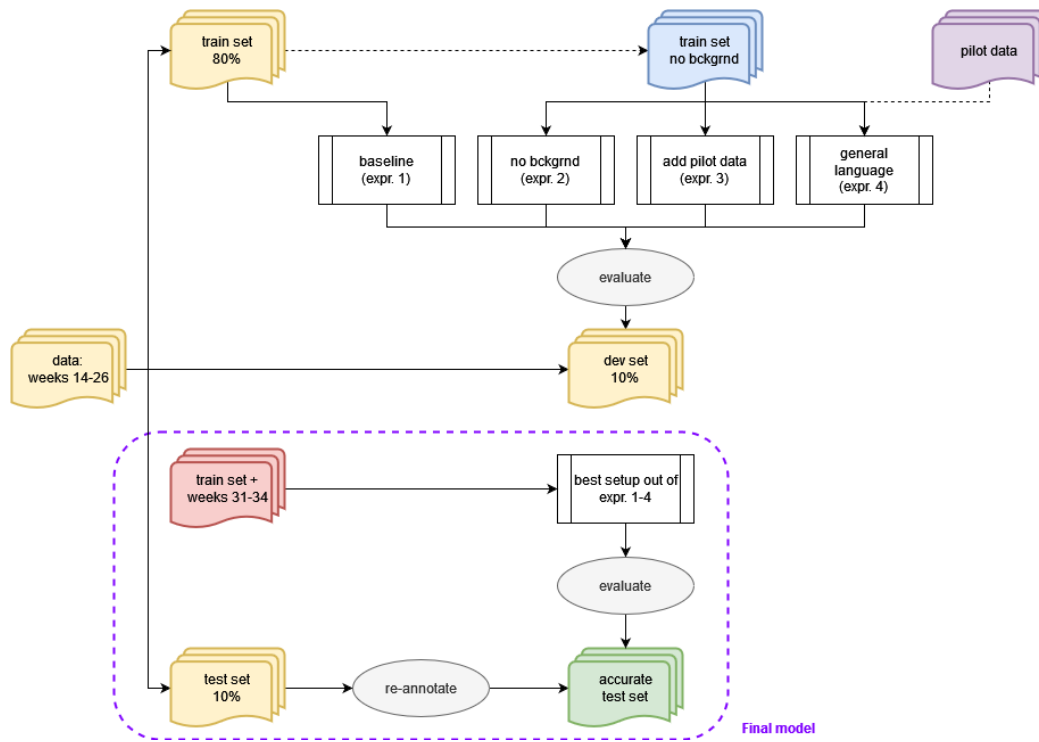 train set
80%
train set
no bckgrnd
pilot data
baseline
(expr. 1)
no bckgrnd
(expr. 2)
add pilot data
(expr. 3)
general
language
(expr. 4)
evaluate
data:
weeks 14-26
dev set
10%
train set +
weeks 31-34
best setup out of
expr. 1-4
evaluate
test set
10%
re-annotate
accurate
test set
Final model